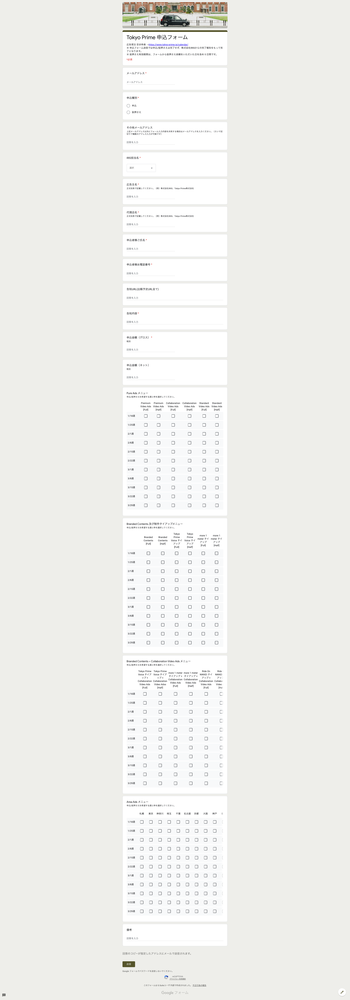 Tokyo Prime 申込フォーム
広告受注 空き枠表→https://www.tokyo-prime.jp/calendar/
※ 申込フォーム送信では申込/仮押さえは完了せず、株式会社IRISからの完了報告をもって完
了となります。
※ 仮押さえ有効期間は、フォームから仮押さえ依頼をいただいた日を含め 5 日間です。
*必須
メールアドレス *
メールアドレス
申込種別 *
申込
仮押さえ
その他メールアドレス
上記メールアドレス以外にフォーム入力内容を共有する場合はメールアドレスを入力ください。（カンマ区
切りで複数のアドレス入力が可能です）
回答を入力
IRIS担当名 *
選択
広告主名 *
正式名称で記載してください。（例）株式会社IRIS、Tokyo Prime株式会社
回答を入力
代理店名 *
正式名称で記載してください。（例）株式会社IRIS、Tokyo Prime株式会社
回答を入力
申込者様ご氏名 *
回答を入力
申込者様お電話番号 *
回答を入力
告知URL(出稿予定URL全て)
回答を入力
告知内容 *
回答を入力
申込金額（グロス） *
税別
回答を入力
申込金額（ネット）
税別
回答を入力
Pure Ads メニュー
申込/仮押さえを希望する週と枠を選択してください。
Premium Video Ads [Full]
Premium Video Ads [Half]
Collaboration Video Ads [Full]
Collaboration Video Ads [Half]
Standard Video Ads [Full]
Standard Video Ads [Half]
1/18週
1/25週
2/1週
2/8週
2/15週
2/22週
3/1週
3/8週
3/15週
3/22週
3/29週
Branded Contents 及び制作タイアップメニュー
申込/仮押さえを希望する週と枠を選択してください。
Branded Contents [Full]
Branded Contents [Half]
Tokyo Prime Voice タイアップ [Full]
Tokyo Prime Voice タイアップ [Half]
more 1 meter タイアップ [Full]
more 1 meter タイアップ [Half]
1/18週
1/25週
2/1週
2/8週
2/15週
2/22週
3/1週
3/8週
3/15週
3/22週
3/29週
Branded Contents + Collaboration Video Ads メニュー
申込/仮押さえを希望する週と枠を選択してください。
Tokyo Prime Voice タイアップ + Collaboration Video Ads [Full]
Tokyo Prime Voice タイアップ + Collaboration Video Adss [Half]
more 1 meter タイアップ + Collaboration Video Ads [Full]
more 1 meter タイアップ + Collaboration Video Ads [Half]
Ride On NIKKEI タイアップ + Collaboration Video Ads [Full]
1/18週
1/25週
2/1週
2/8週
2/15週
2/22週
3/1週
3/8週
3/15週
3/22週
3/29週
Area Ads メニュー
申込/仮押さえを希望する週と枠を選択してください。
札幌 東京 神奈川 埼玉 千葉 名古屋 京都 大阪 神戸
1/18週
1/25週
2/1週
2/8週
2/15週
2/22週
3/1週
3/8週
3/15週
3/22週
3/29週
備考
回答を入力
回答のコピーが指定したアドレスにメールで送信されます。
送信
Google フォームでパスワードを送信しないでください。
reCAPTCHA
プライバシー利用規約
このフォームは G Suiteユーザ 内部で作成されました。 不正行為の報告
Google フォーム